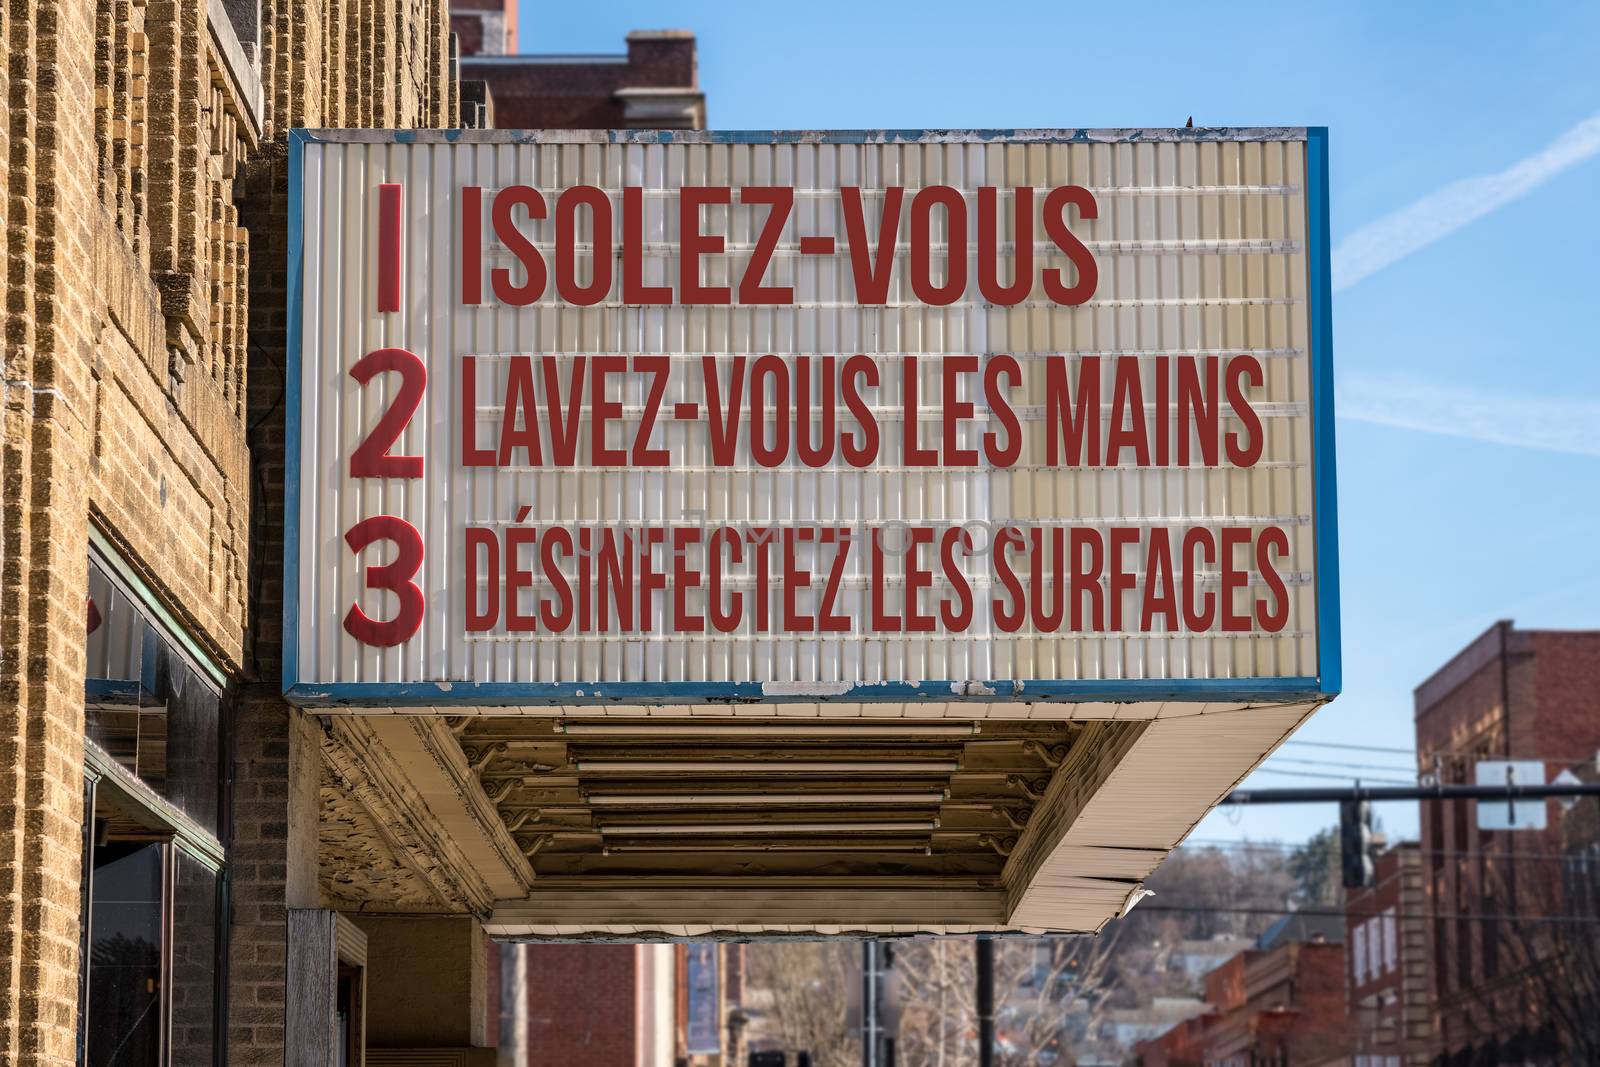 1 ISOLEZ-VOUS
2 LAVEZ-VOUS LES MAINS
3 DÉSiNFECTEZ LES SURFACES